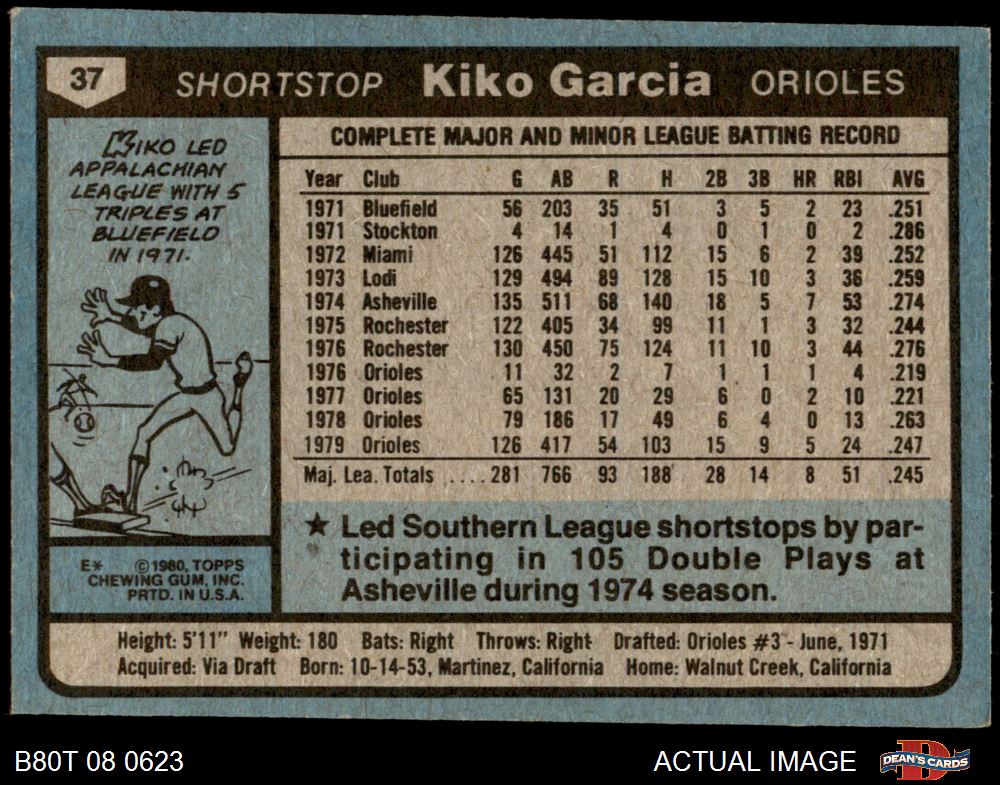 37 SHORTSTOP Kiko Garcia ORIOLES
KIKO LED
APPALACHIAN
LEAGUE WITH 5
TRIPLES AT
BLUEFIELD
IN 1971.
E* ©1980, TOPPS
CHEWING GUM, INC.
PRTD. IN U.S.A.
COMPLETE MAJOR AND MINOR LEAGUE BATTING RECORD
Year Club G AB R H 2B 3B HR RBI AVG
1971 Bluefield 56 203 35 51 3 5 2 23 .251
1971 Stockton 4 14 1 4 0 1 0 2 .286
1972 Miami 126 445 51 112 15 6 2 39 .252
1973 Lodi 129 494 89 128 15 10 3 36 .259
1974 Asheville 135 511 68 140 18 5 7 53 .274
1975 Rochester 122 405 34 99 11 1 3 32 .244
1976 Rochester 130 450 75 124 11 10 3 44 .276
1976 Orioles 11 32 2 7 1 1 1 4 .219
1977 Orioles 65 131 20 29 6 0 2 10 .221
1978 Orioles 79 186 17 49 6 4 0 13 .263
1979 Orioles 126 417 54 103 15 9 5 24 .247
Maj. Lea. Totals ....281 766 93 188 28 14 8 51 .245
★ Led Southern League shortstops by par-
ticipating in 105 Double Plays at
Asheville during 1974 season.
Height: 5'11" Weight: 180 Bats: Right Throws: Right Drafted: Orioles #3 - June, 1971
Acquired: Via Draft Born: 10-14-53, Martinez, California Home: Walnut Creek, California
B80T 08 0623 ACTUAL IMAGE D DEAN'S CARDS